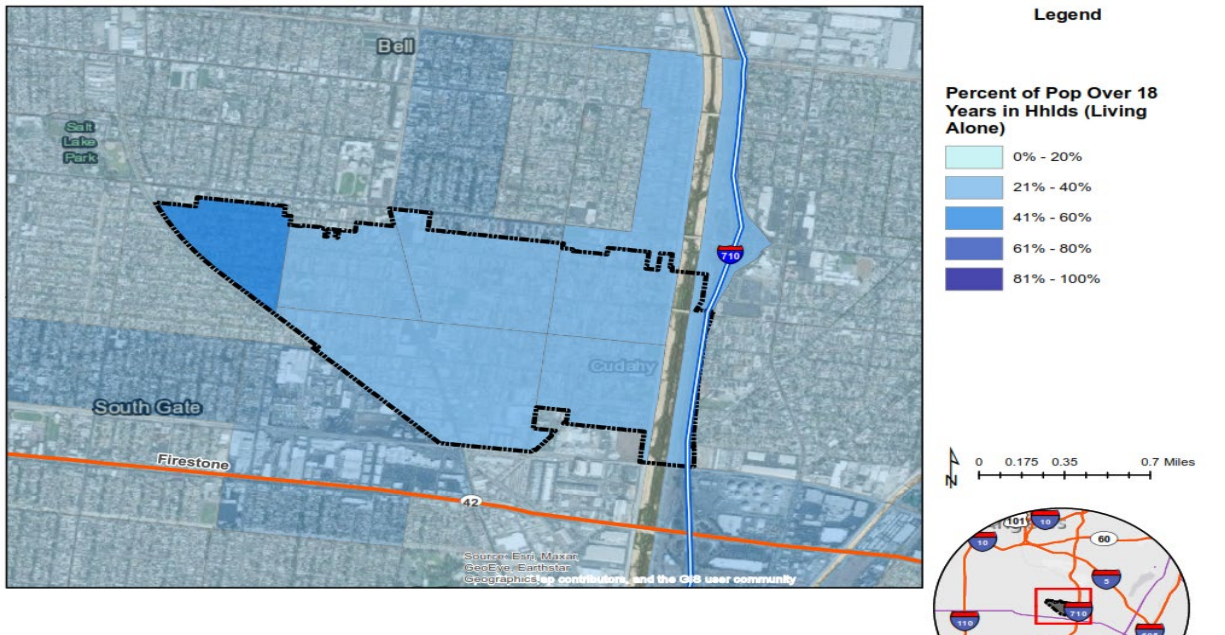 Legend
Percent of Pop Over 18
Years in Hhlds (Living
Alone)
0% - 20%
21% - 40%
41% - 60%
61% - 80%
81% - 100%
Bell
Salt
Lake
Park
710
Cudahy
South Gate
Firestone
42
Source: Esri, Maxar,
GeoEye, Earthstar
Geographics
contributors, and the GIS user community
N
0 0.175 0.35 0.7 Miles
101
10
10
60
5
710
110